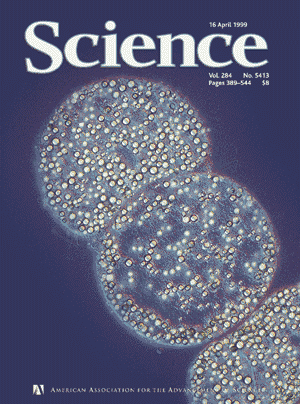 16 April 1999
Science
Vol. 284 No. 5413
Pages 389–544 $8
AMERICAN ASSOCIATION FOR THE ADVANCEMENT OF SCIENCE